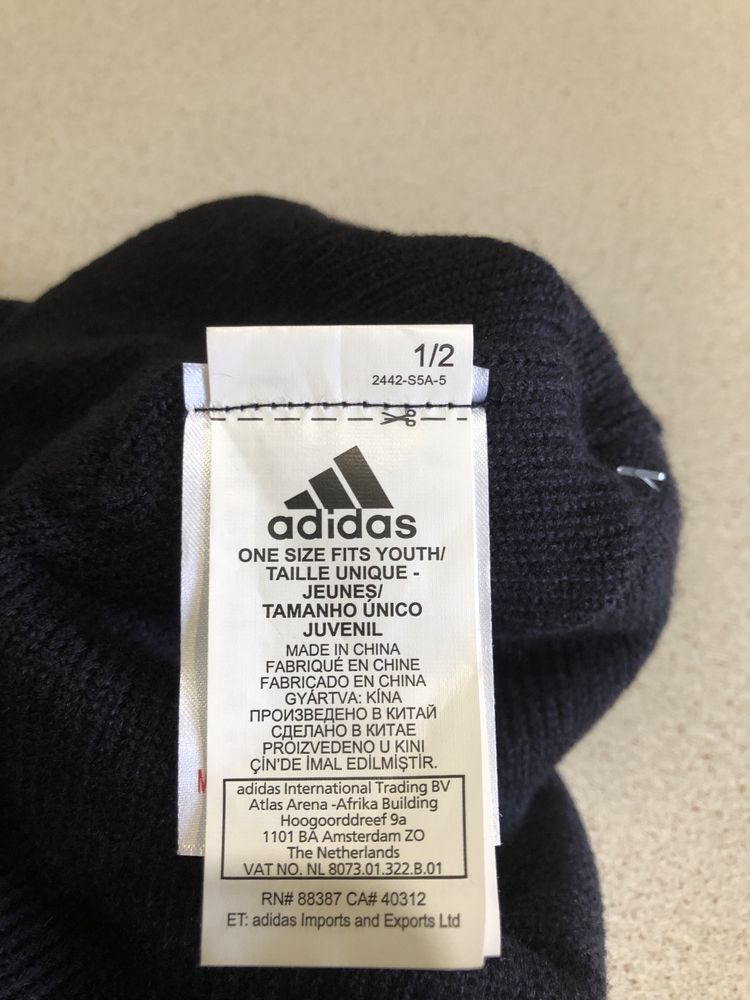 1/2
2442-S5A-5
adidas
ONE SIZE FITS YOUTH/
TAILLE UNIQUE -
JEUNES/
TAMANHO ÚNICO
JUVENIL
MADE IN CHINA
FABRIQUÉ EN CHINE
FABRICADO EN CHINA
GYÁRTVA: KÍNA
ПРОИЗВЕДЕНО В КИТАЙ
СДЕЛАНО В КИТАЕ
PROIZVEDENO U KINI
ÇİN'DE İMAL EDİLMİŞTİR.
adidas International Trading BV
Atlas Arena -Afrika Building
Hoogoorddreef 9a
1101 BA Amsterdam ZO
The Netherlands
VAT NO. NL 8073.01.322.B.01
RN# 88387 CA# 40312
ET: adidas Imports and Exports Ltd